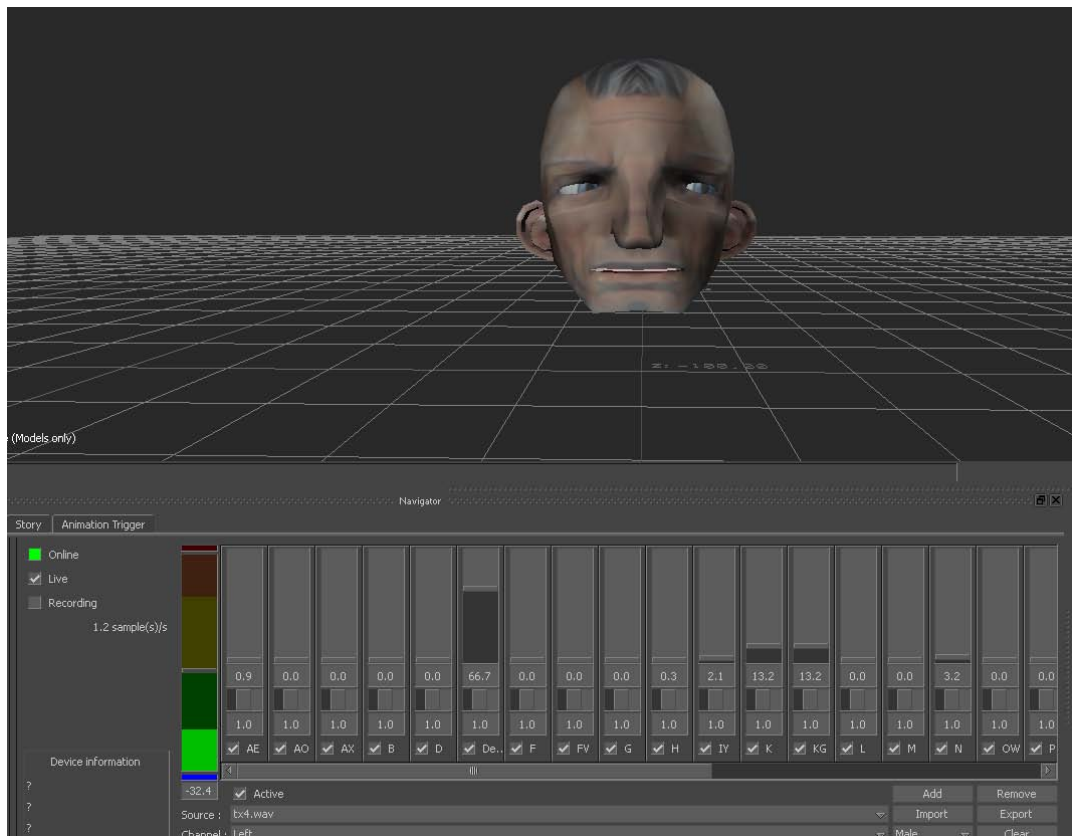 Z: -100.00
e (Models only)
Navigator
Story Animation Trigger
Online
Live
Recording
1.2 sample(s)/s
0.9 0.0 0.0 0.0 0.0 66.7 0.0 0.0 0.0 0.3 2.1 13.2 13.2 0.0 0.0 3.2 0.0 0.0
1.0 1.0 1.0 1.0 1.0 1.0 1.0 1.0 1.0 1.0 1.0 1.0 1.0 1.0 1.0 1.0 1.0 1.0
AE AO AX B D De.. F FV G H IY K KG L M N OW P
Device information
?
?
?
-32.4 Active Add Remove
Source : tx4.wav Import Export
Channel : Left Male Clear